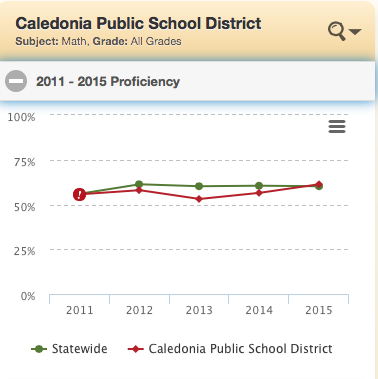 Caledonia Public School District
Subject: Math, Grade: All Grades
2011 - 2015 Proficiency
100%
75%
50%
25%
0%
!
2011 2012 2013 2014 2015
Statewide Caledonia Public School District